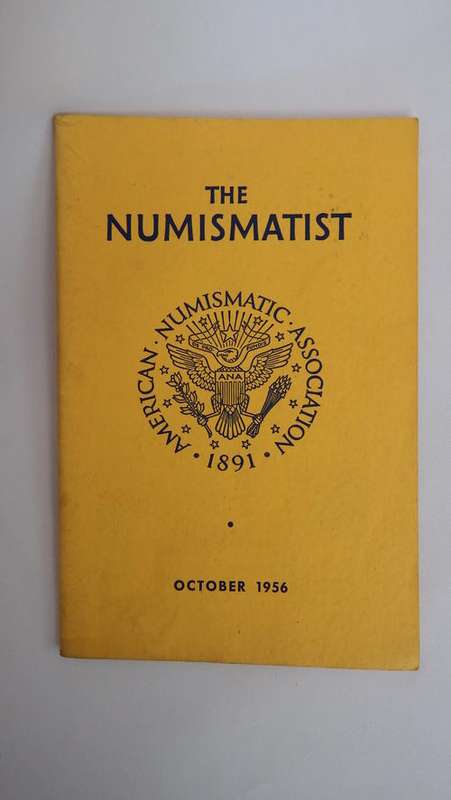 THE
NUMISMATIST
AMERICAN · NUMISMATIC · ASSOCIATION
· 1891 ·
ANA
OCTOBER 1956